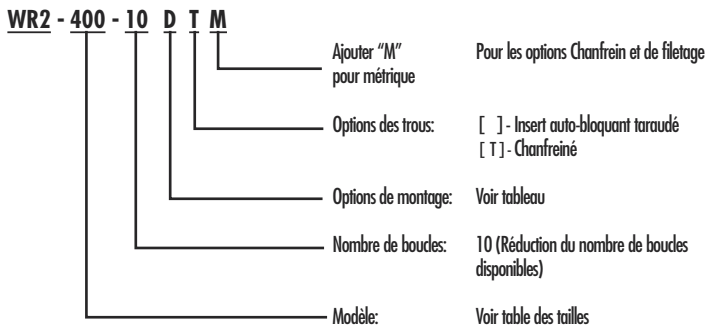 WR2 - 400 - 10 D T M
Ajouter “M” Pour les options Chanfrein et de filetage
pour métrique
Options des trous: [ ] - Insert auto-bloquant taraudé
[ T ] - Chanfreiné
Options de montage: Voir tableau
Nombre de boucles: 10 (Réduction du nombre de boucles
disponibles)
Modèle: Voir table des tailles